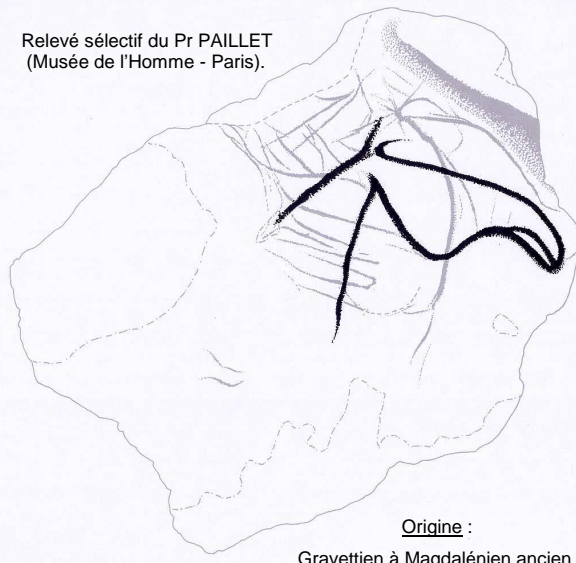 Relevé sélectif du Pr PAILLET
(Musée de l'Homme - Paris).
Origine :
Gravettien à Magdalénien ancien